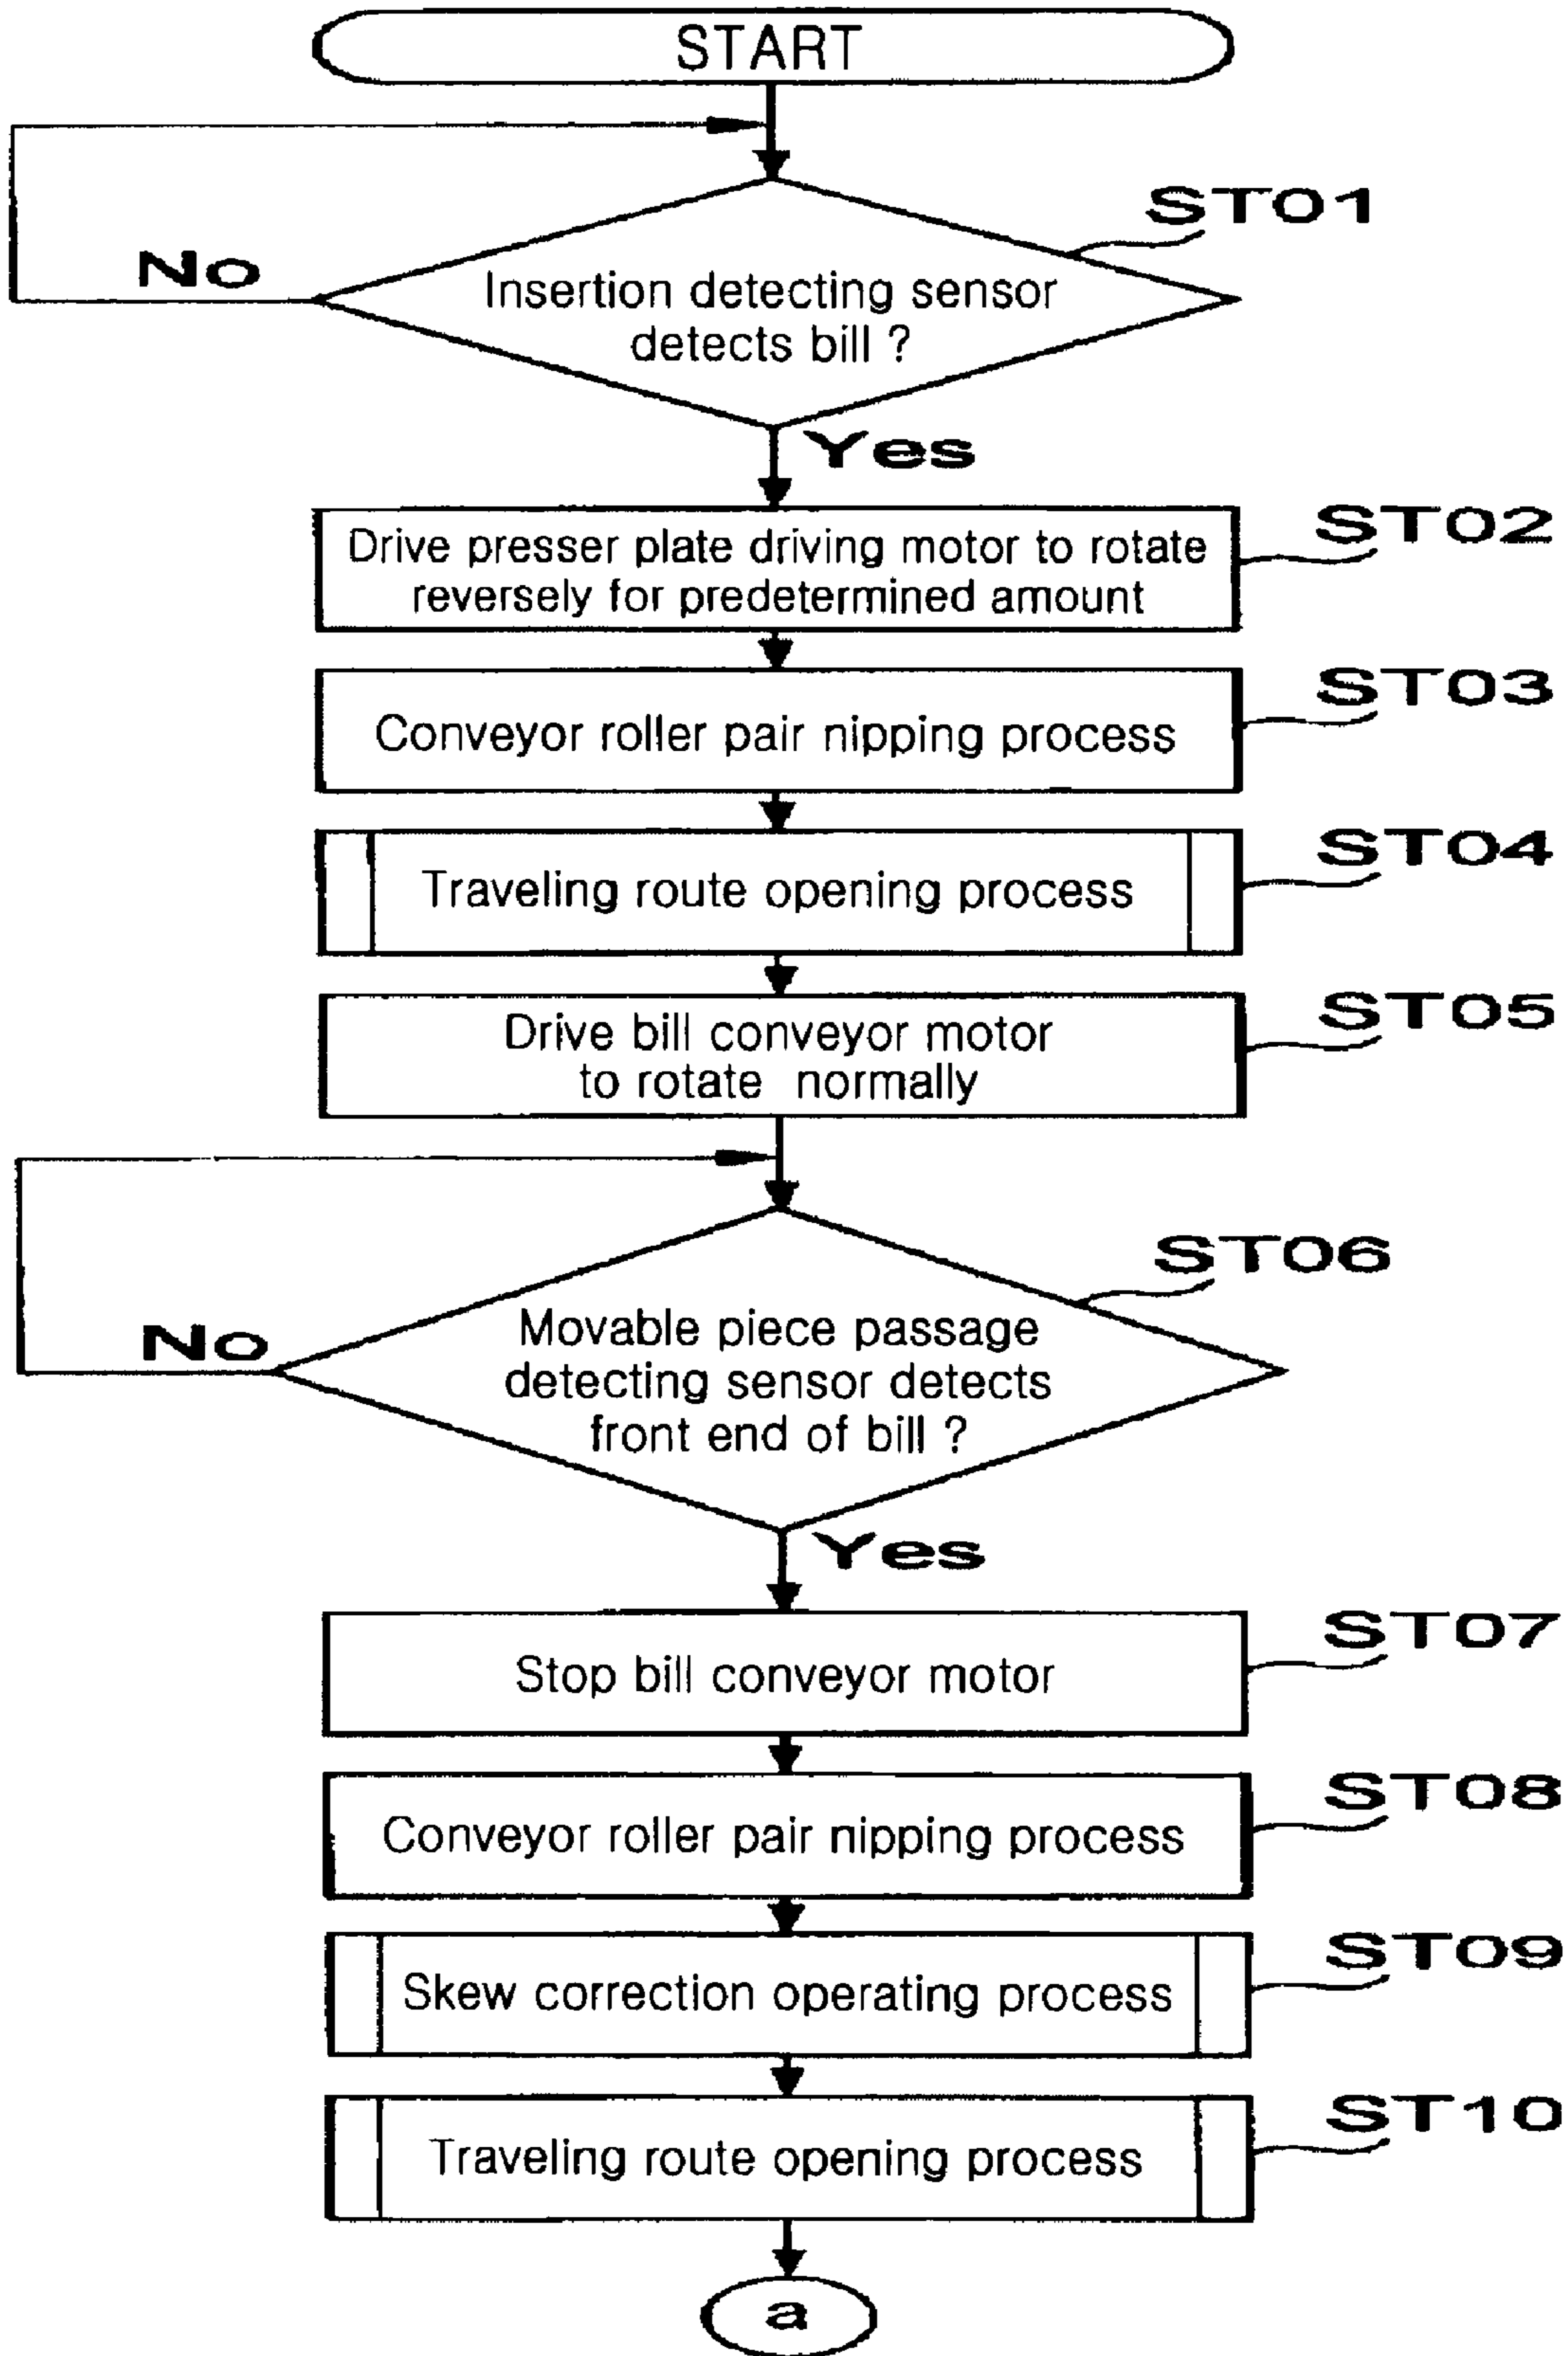 START
ST01
No
Insertion detecting sensor
detects bill ?
Yes
ST02
Drive presser plate driving motor to rotate
reversely for predetermined amount
ST03
Conveyor roller pair nipping process
ST04
Traveling route opening process
ST05
Drive bill conveyor motor
to rotate normally
ST06
No
Movable piece passage
detecting sensor detects
front end of bill ?
Yes
ST07
Stop bill conveyor motor
ST08
Conveyor roller pair nipping process
ST09
Skew correction operating process
ST10
Traveling route opening process
a